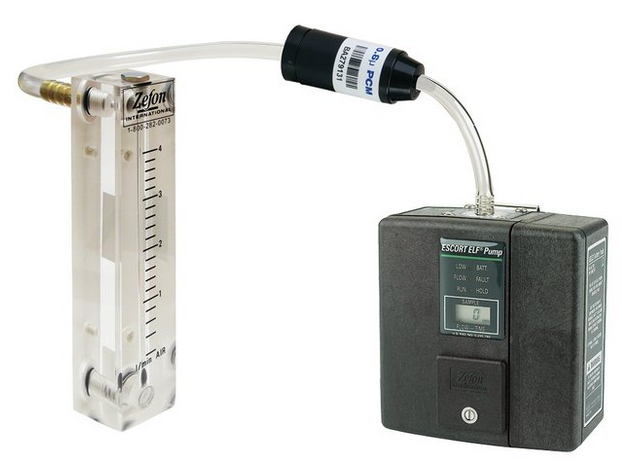 Zefon
INTERNATIONAL
1-800-282-0073
4
3
2
1
l/min AIR
0.8µ PCM
BA279131
ESCORT ELF® Pump
LOW BATT
FLOW FAULT
RUN HOLD
SAMPLE
0
FLOW TIME
Zefon